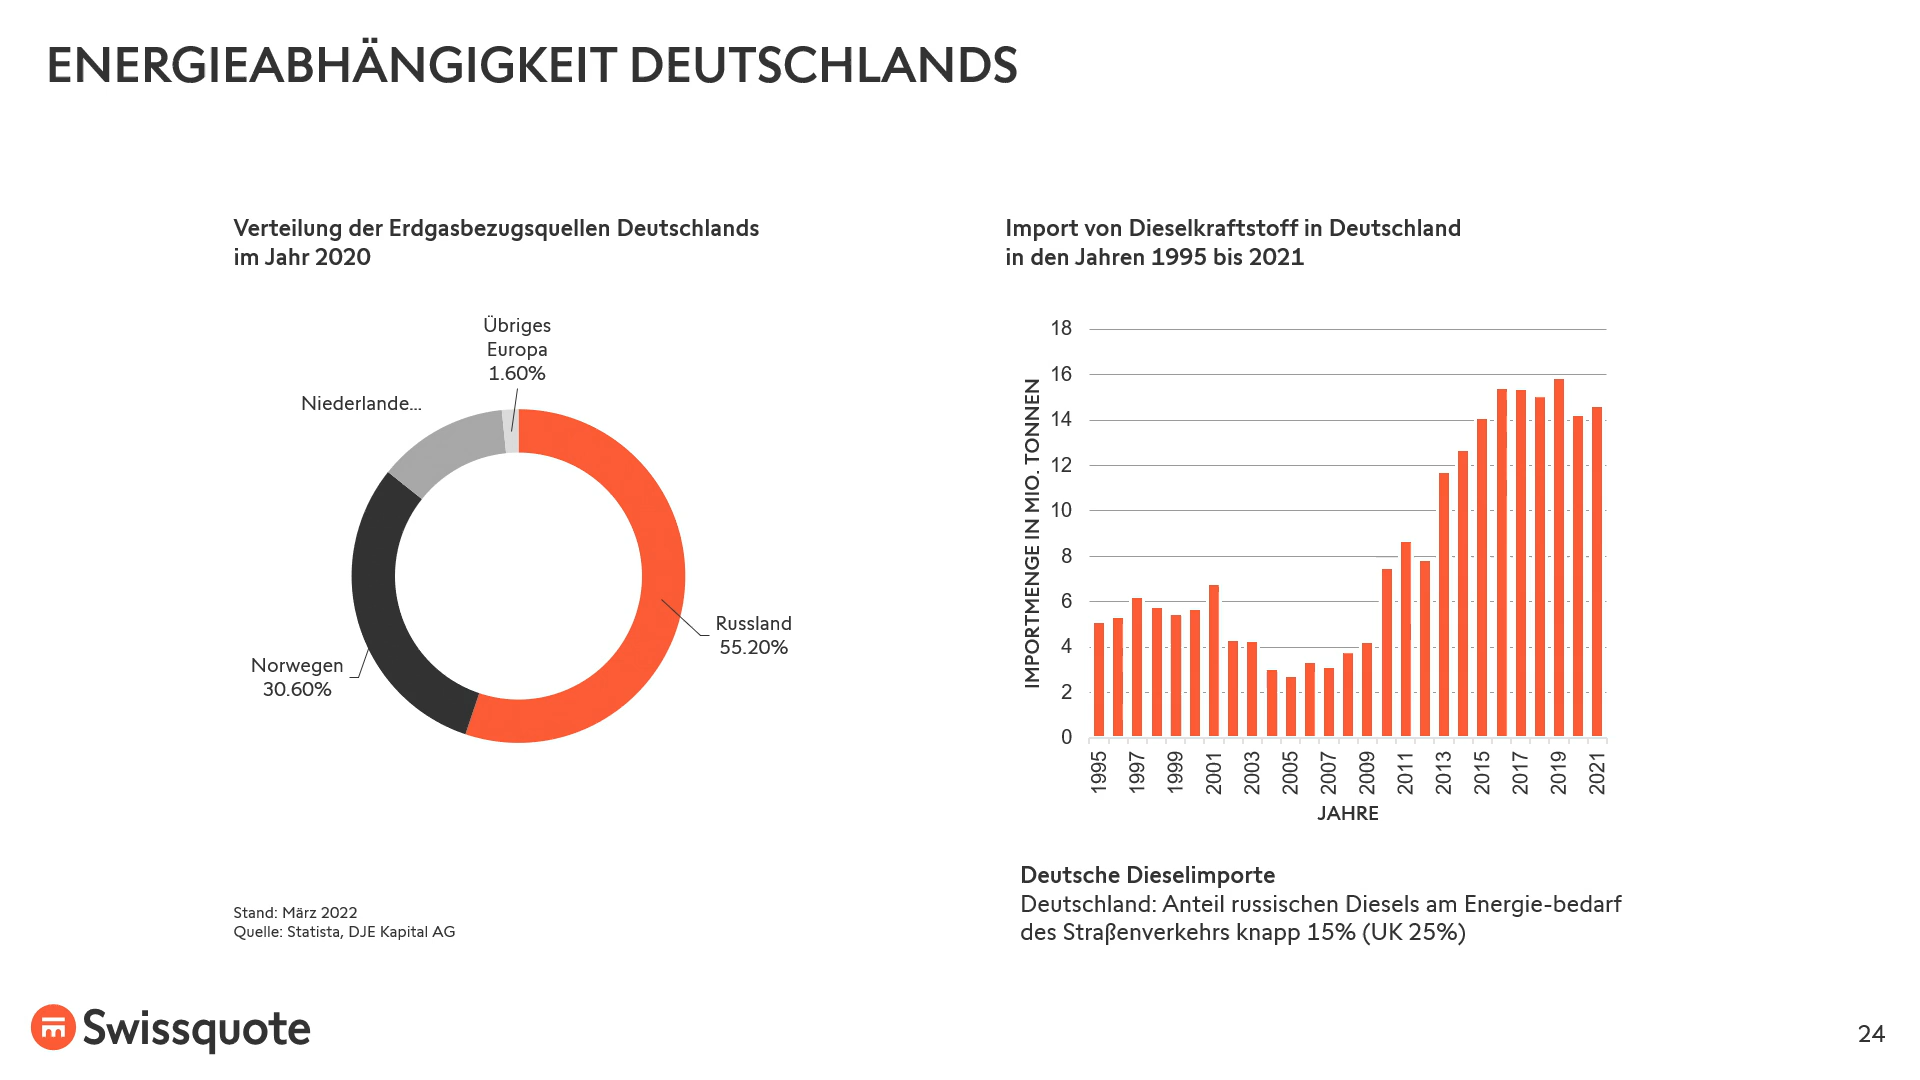 ENERGIEABHÄNGIGKEIT DEUTSCHLANDS
Verteilung der Erdgasbezugsquellen Deutschlands
im Jahr 2020
Übriges
Europa
1.60%
Niederlande...
Russland
55.20%
Norwegen
30.60%
Stand: März 2022
Quelle: Statista, DJE Kapital AG
Import von Dieselkraftstoff in Deutschland
in den Jahren 1995 bis 2021
IMPORTMENGE IN MIO. TONNEN
18
16
14
12
10
8
6
4
2
0
1995
1997
1999
2001
2003
2005
2007
2009
2011
2013
2015
2017
2019
2021
JAHRE
Deutsche Dieselimporte
Deutschland: Anteil russischen Diesels am Energie-bedarf
des Straßenverkehrs knapp 15% (UK 25%)
Swissquote
24